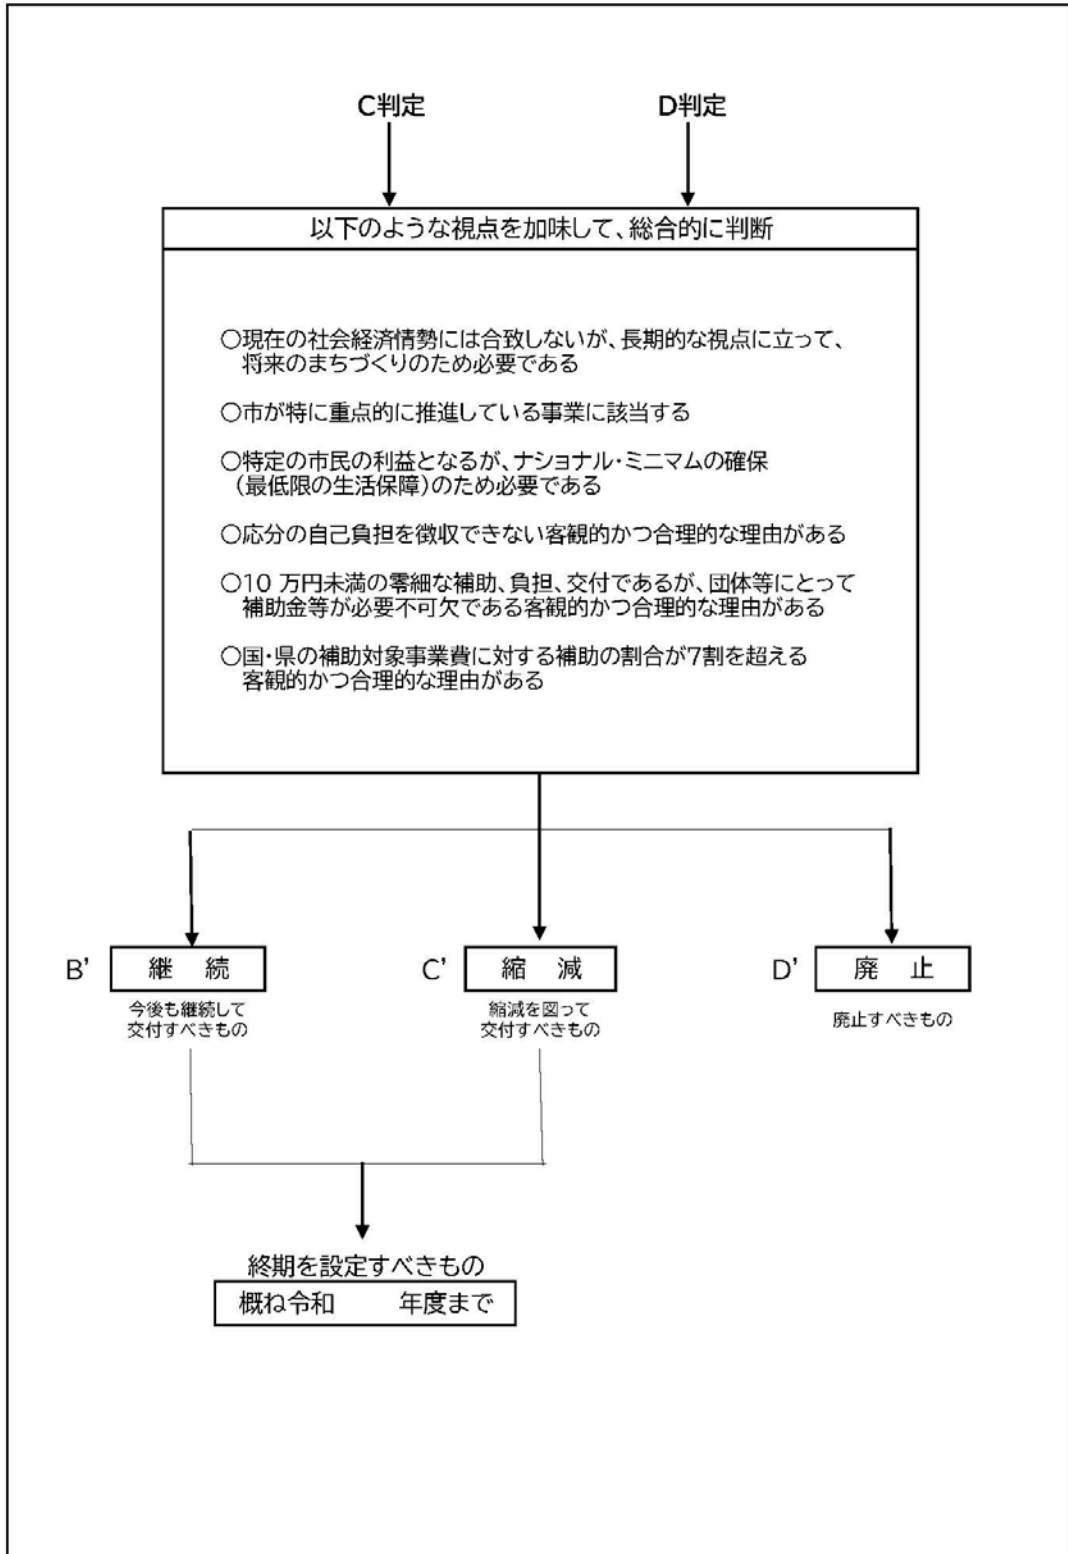 C判定
D判定
以下のような視点を加味して、総合的に判断
○現在の社会経済情勢には合致しないが、長期的な視点に立って、
将来のまちづくりのため必要である
○市が特に重点的に推進している事業に該当する
○特定の市民の利益となるが、ナショナル・ミニマムの確保
(最低限の生活保障)のため必要である
○応分の自己負担を徴収できない客観的かつ合理的な理由がある
○10 万円未満の零細な補助、負担、交付であるが、団体等にとって
補助金等が必要不可欠である客観的かつ合理的な理由がある
○国・県の補助対象事業費に対する補助の割合が7割を超える
客観的かつ合理的な理由がある
B' 継 続
今後も継続して
交付すべきもの
C' 縮 減
縮減を図って
交付すべきもの
D' 廃 止
廃止すべきもの
終期を設定すべきもの
概ね令和　　年度まで